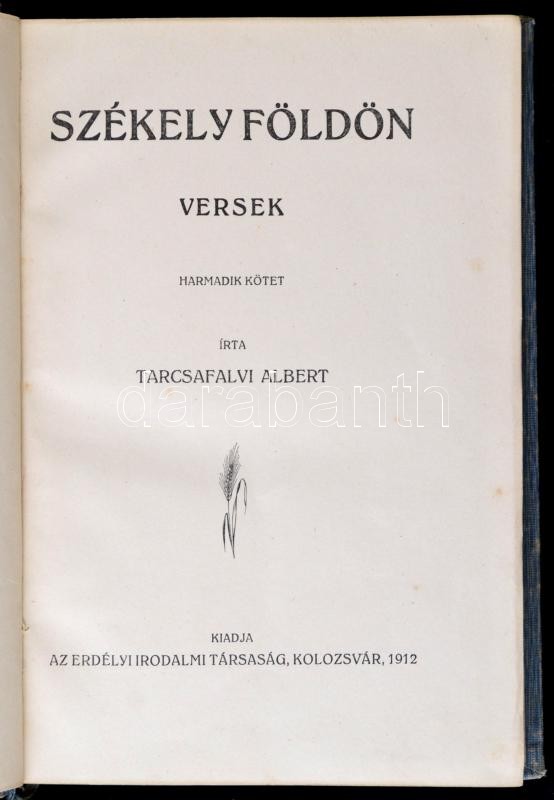 SZÉKELY FÖLDÖN
VERSEK
HARMADIK KÖTET
ÍRTA
TARCSAFALVI ALBERT
darabanth
KIADJA
AZ ERDÉLYI IRODALMI TÁRSASÁG, KOLOZSVÁR, 1912